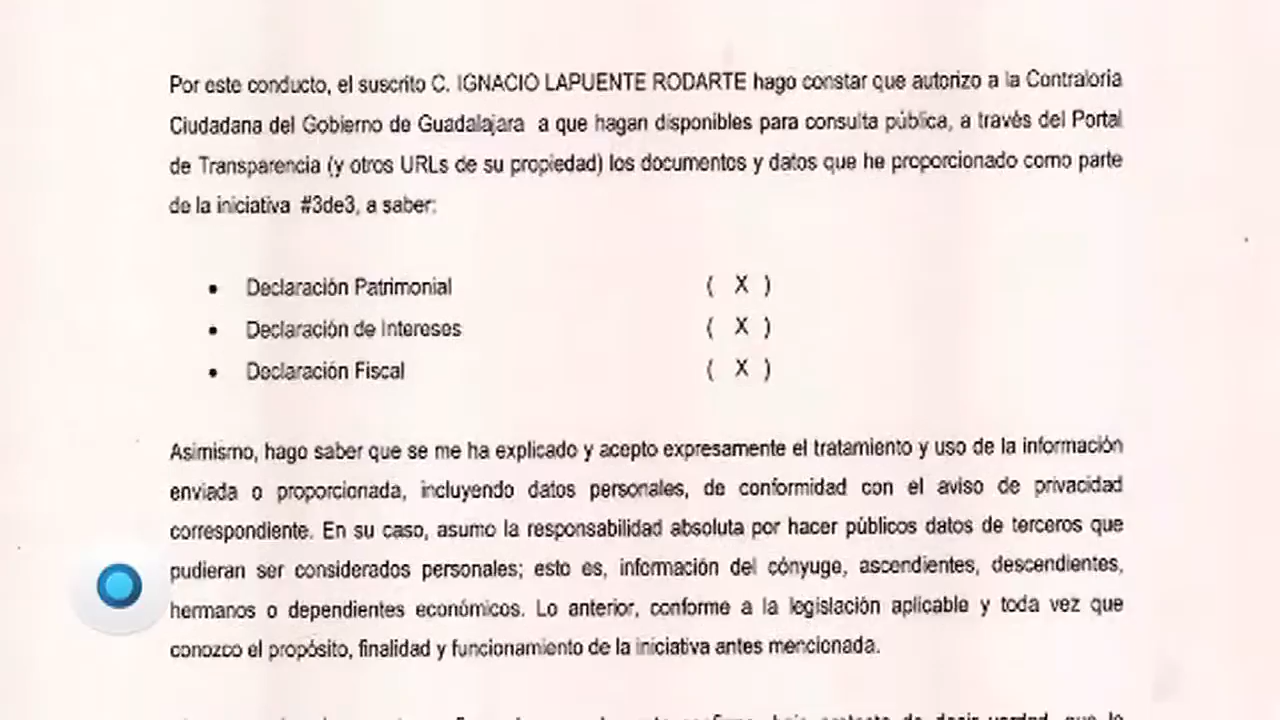 Por este conducto, el suscrito C. IGNACIO LAPUENTE RODARTE hago constar que autorizo a la Contraloria
Ciudadana del Gobierno de Guadalajara a que hagan disponibles para consulta pública, a través del Portal
de Transparencia (y otros URLs de su propiedad) los documentos y datos que he proporcionado como parte
de la iniciativa #3de3, a saber:
• Declaración Patrimonial ( X )
• Declaración de Intereses ( X )
• Declaración Fiscal ( X )
Asimismo, hago saber que se me ha explicado y acepto expresamente el tratamiento y uso de la información
enviada o proporcionada, incluyendo datos personales, de conformidad con el aviso de privacidad
correspondiente. En su caso, asumo la responsabilidad absoluta por hacer públicos datos de terceros que
pudieran ser considerados personales; esto es, información del cónyuge, ascendientes, descendientes,
hermanos o dependientes económicos. Lo anterior, conforme a la legislación aplicable y toda vez que
conozco el propósito, finalidad y funcionamiento de la iniciativa antes mencionada.
de decir verdad, que lo